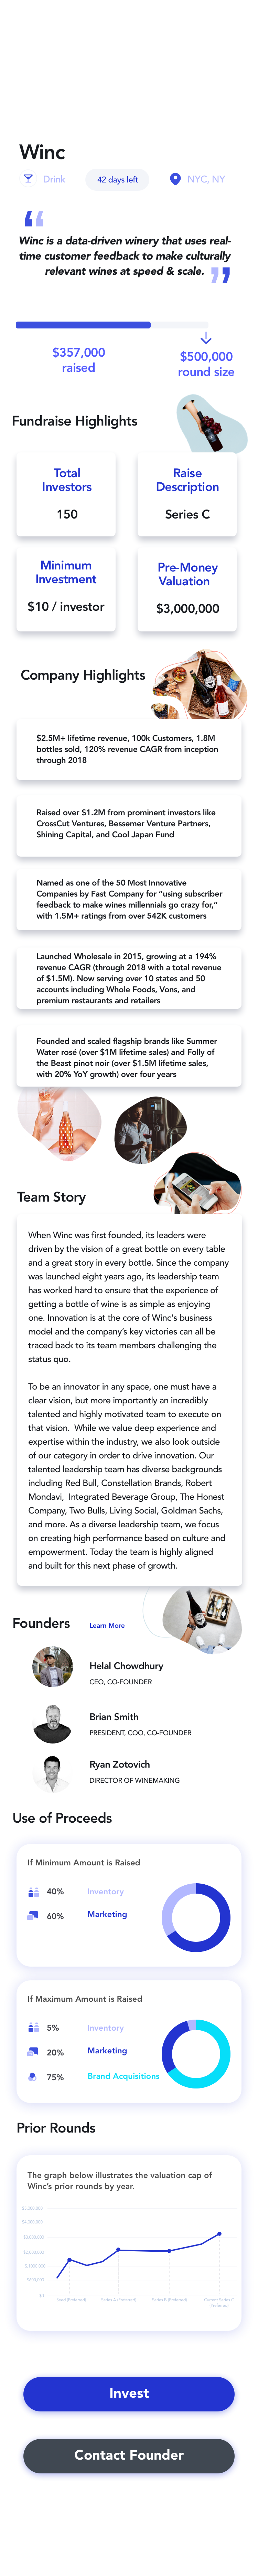 Winc
Drink
42 days left
NYC, NY
Winc is a data-driven winery that uses real-
time customer feedback to make culturally
relevant wines at speed & scale.
$357,000
raised
$500,000
round size
Fundraise Highlights
Total
Investors
150
Raise
Description
Series C
Minimum
Investment
$10 / investor
Pre-Money
Valuation
$3,000,000
Company Highlights
$2.5M+ lifetime revenue, 100k Customers, 1.8M
bottles sold, 120% revenue CAGR from inception
through 2018
Raised over $1.2M from prominent investors like
CrossCut Ventures, Bessemer Venture Partners,
Shining Capital, and Cool Japan Fund
Named as one of the 50 Most Innovative
Companies by Fast Company for “using subscriber
feedback to make wines millennials go crazy for,”
with 1.5M+ ratings from over 542K customers
Launched Wholesale in 2015, growing at a 194%
revenue CAGR (through 2018 with a total revenue
of $1.5M). Now serving over 10 states and 50
accounts including Whole Foods, Vons, and
premium restaurants and retailers
Founded and scaled flagship brands like Summer
Water rosé (over $1M lifetime sales) and Folly of
the Beast pinot noir (over $1.5M lifetime sales,
with 20% YoY growth) over four years
Team Story
When Winc was first founded, its leaders were
driven by the vision of a great bottle on every table
and a great story in every bottle. Since the company
was launched eight years ago, its leadership team
has worked hard to ensure that the experience of
getting a bottle of wine is as simple as enjoying
one. Innovation is at the core of Winc's business
model and the company’s key victories can all be
traced back to its team members challenging the
status quo.
To be an innovator in any space, one must have a
clear vision, but more importantly an incredibly
talented and highly motivated team to execute on
that vision. While we value deep experience and
expertise within the industry, we also look outside
of our category in order to drive innovation. Our
talented leadership team has diverse backgrounds
including Red Bull, Constellation Brands, Robert
Mondavi, Integrated Beverage Group, The Honest
Company, Two Bulls, Living Social, Goldman Sachs,
and more. As a diverse leadership team, we focus
on creating high performance based on culture and
empowerment. Today the team is highly aligned
and built for this next phase of growth.
Founders
Learn More
Helal Chowdhury
CEO, CO-FOUNDER
Brian Smith
PRESIDENT, COO, CO-FOUNDER
Ryan Zotovich
DIRECTOR OF WINEMAKING
Use of Proceeds
If Minimum Amount is Raised
40% Inventory
60% Marketing
If Maximum Amount is Raised
5% Inventory
20% Marketing
75% Brand Acquisitions
Prior Rounds
The graph below illustrates the valuation cap of
Winc’s prior rounds by year.
Invest
Contact Founder